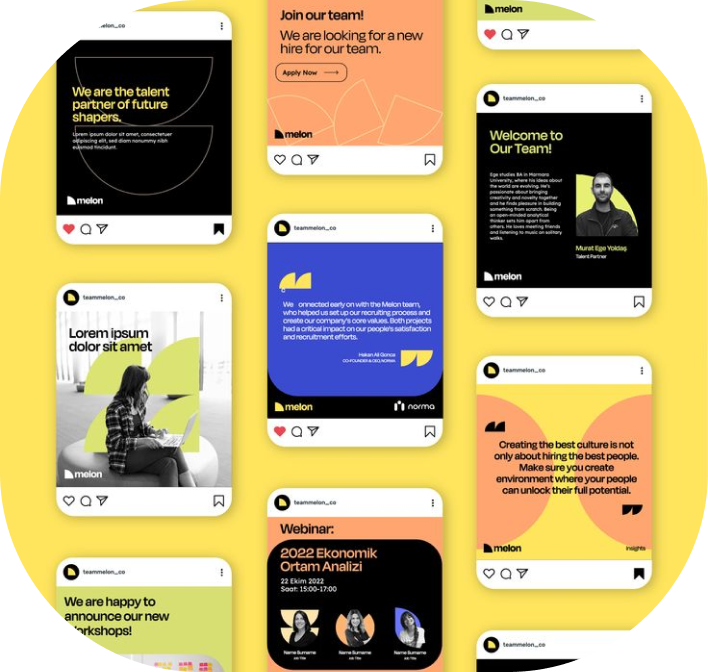 We are the talent
partner of future
shapers.
Lorem ipsum dolor sit amet, consectetuer
adipiscing elit, sed diam nonummy nibh
euismod tincidunt.
melon
teammelon_co
Lorem ipsum
dolor sit amet
melon
teammelon_co
We are happy to
announce our new
workshops!
Join our team!
We are looking for a new
hire for our team.
Apply Now
melon
teammelon_co
We onnected early on with the Melon team,
c
who helped us set up our recruiting process and
create our company's core values. Both projects
had a critical impact on our people's satisfaction
and recruitment efforts.
Hakan Ali Gonca
CO-FOUNDER & CEO, NORMA
melon
norma
teammelon_co
Webinar:
2022 Ekonomik
Ortam Analizi
22 Ekim 2022
Saat: 15:00-17:00
Name Surname
Job Title
Name Surname
Job Title
Name Surname
Job Title
melon
teammelon_co
Welcome to
Our Team!
Ege studies BA in Marmara
University, where his ideas about
the world are evolving. He's
passionate about bringing
creativity and novelty together
and he finds pleasure in building
something from scratch. Being
an open-minded analytical
thinker sets him apart from
others. He loves meeting friends
and listening to music on solitary
walks.
Murat Ege Yoldaş
Talent Partner
melon
teammelon_co
Creating the best culture is not
only about hiring the best people.
Make sure you create
environment where your people
can unlock their full potential.
melon
insights
teammelon_co